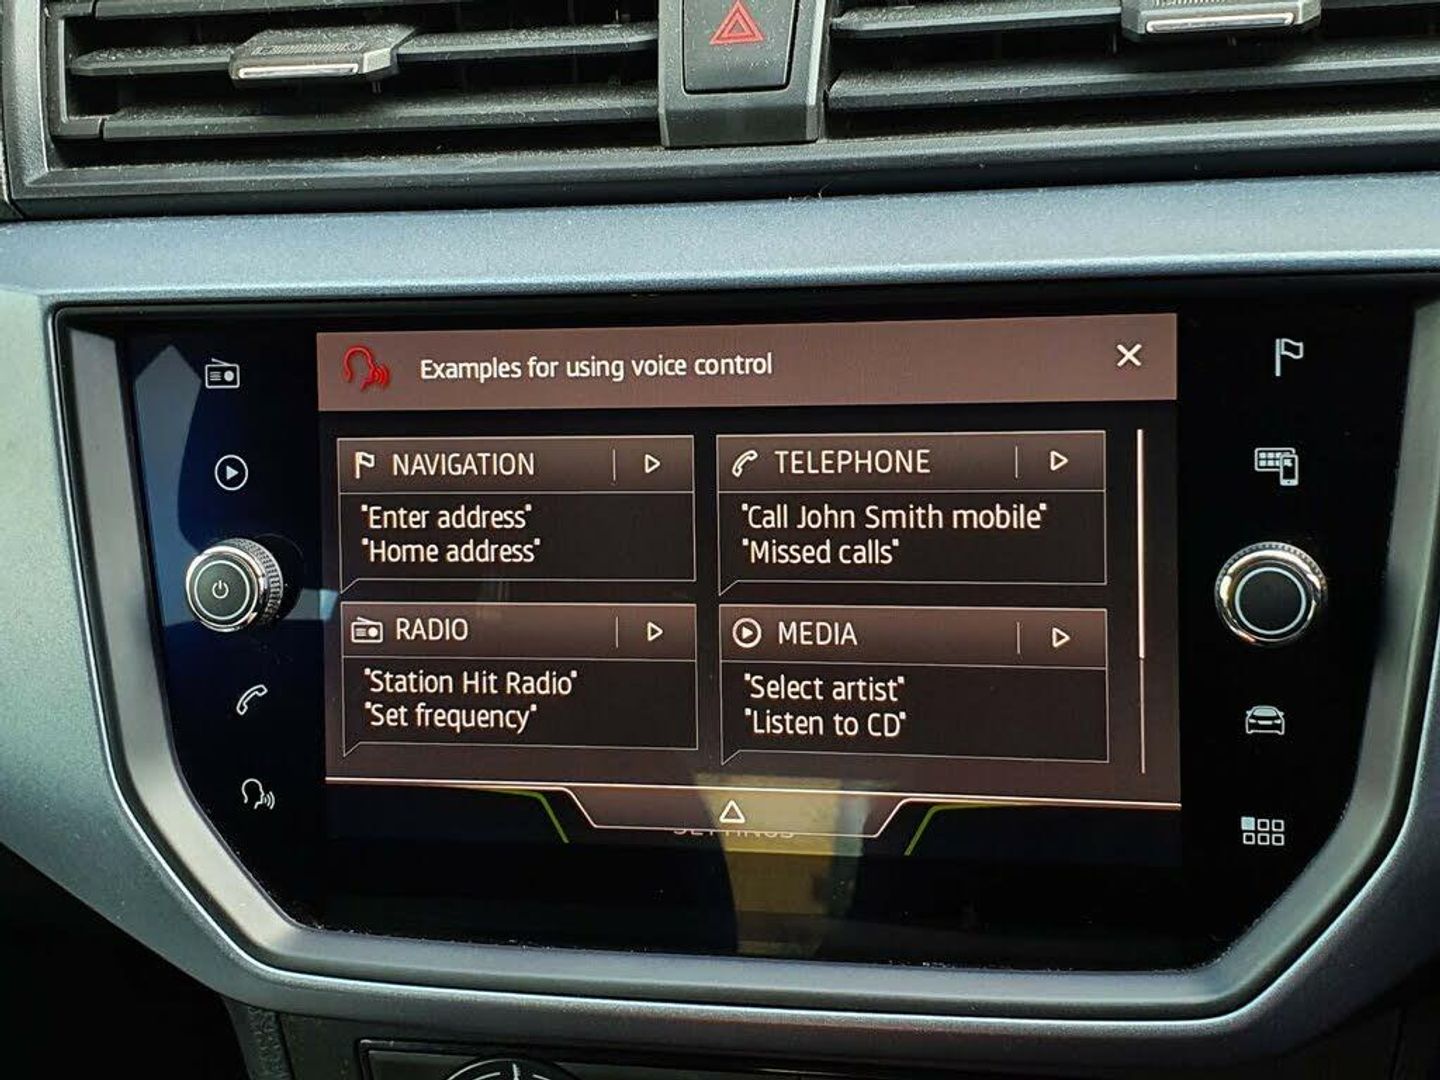 Examples for using voice control
NAVIGATION
"Enter address"
"Home address"
TELEPHONE
"Call John Smith mobile"
"Missed calls"
RADIO
"Station Hit Radio"
"Set frequency"
MEDIA
"Select artist"
"Listen to CD"
SETTINGS